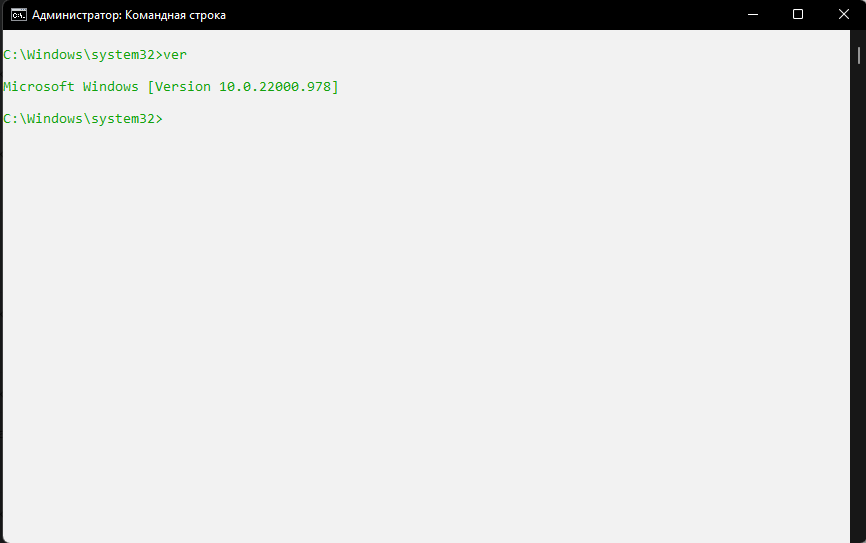 Администратор: Командная строка
C:\Windows\system32>ver
Microsoft Windows [Version 10.0.22000.978]
C:\Windows\system32>